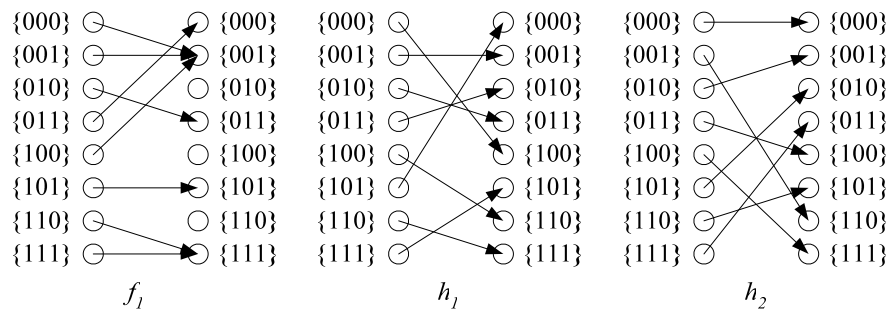 {000} {000} {000} {000} {000} {000}
{001} {001} {001} {001} {001} {001}
{010} {010} {010} {010} {010} {010}
{011} {011} {011} {011} {011} {011}
{100} {100} {100} {100} {100} {100}
{101} {101} {101} {101} {101} {101}
{110} {110} {110} {110} {110} {110}
{111} {111} {111} {111} {111} {111}
f₁ h₁ h₂